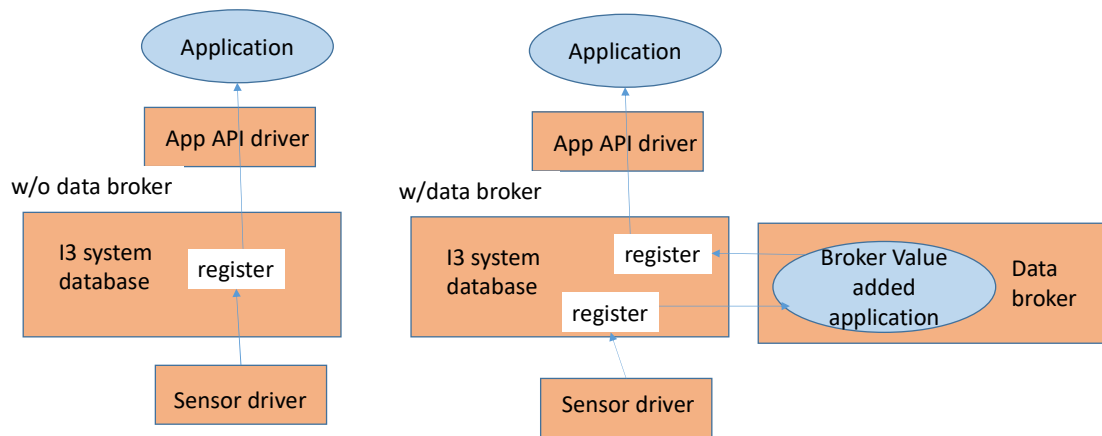 Application
App API driver
w/o data broker
I3 system
database
register
Sensor driver
Application
App API driver
w/data broker
I3 system
database
register
register
Sensor driver
Broker Value
added
application
Data
broker